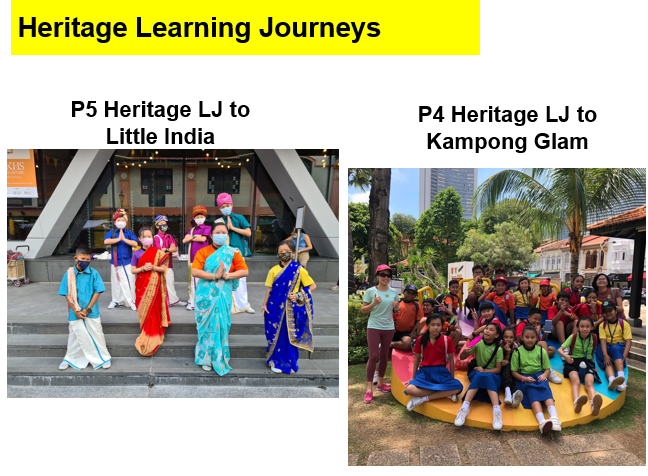 Heritage Learning Journeys
P5 Heritage LJ to
Little India
P4 Heritage LJ to
Kampong Glam